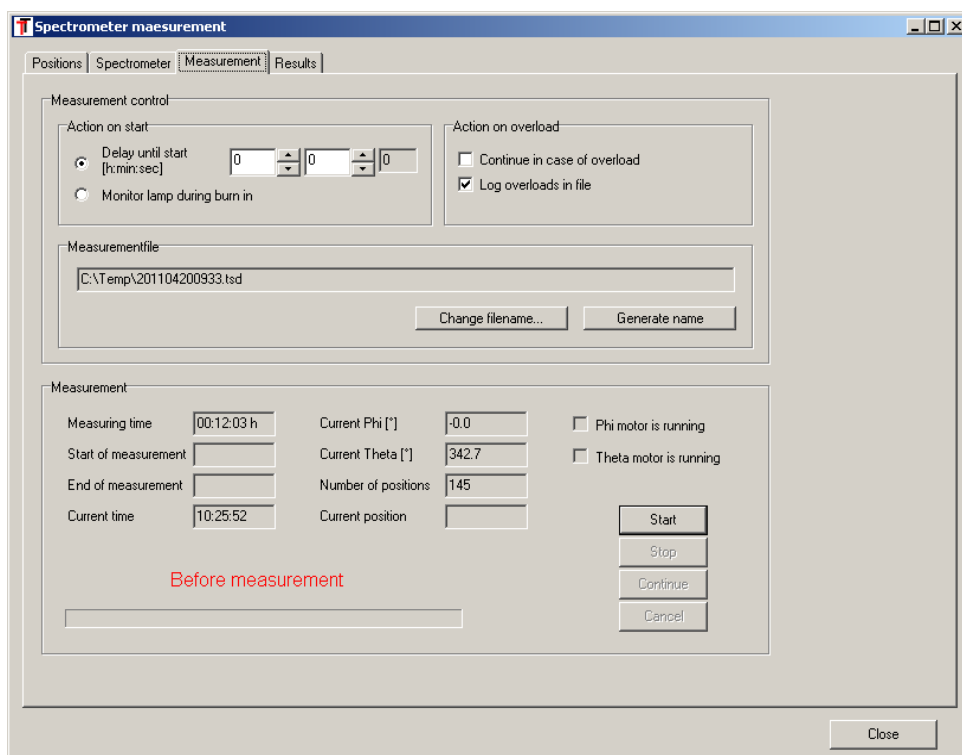 Spectrometer maesurement
Positions Spectrometer Measurement Results
Measurement control
Action on start
Delay until start
[h:min:sec]
0 0 0
Monitor lamp during burn in
Action on overload
Continue in case of overload
Log overloads in file
Measurementfile
C:\Temp\201104200933.tsd
Change filename... Generate name
Measurement
Measuring time 00:12:03 h Current Phi [°] -0.0 Phi motor is running
Start of measurement Current Theta [°] 342.7 Theta motor is running
End of measurement Number of positions 145
Current time 10:25:52 Current position
Start
Stop
Continue
Cancel
Before measurement
Close